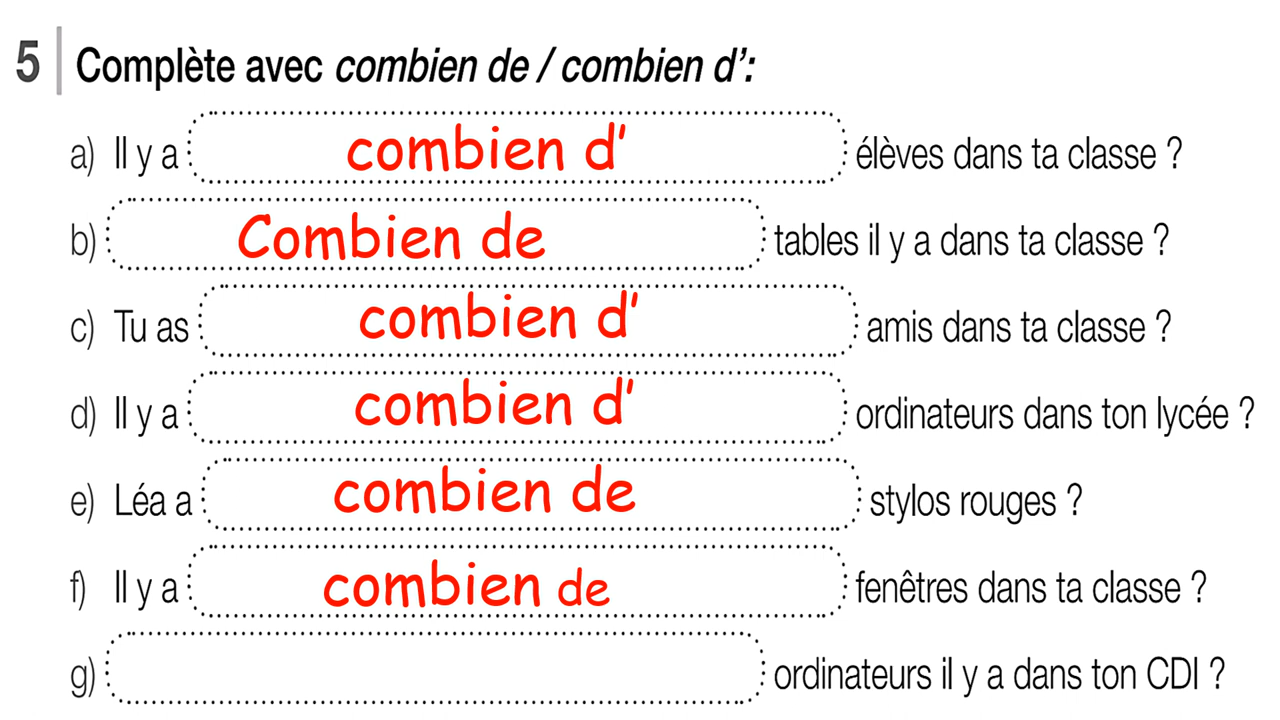 5 Complète avec combien de / combien d’:
a) Il y a combien d’ élèves dans ta classe ?
b) Combien de tables il y a dans ta classe ?
c) Tu as combien d’ amis dans ta classe ?
d) Il y a combien d’ ordinateurs dans ton lycée ?
e) Léa a combien de stylos rouges ?
f) Il y a combien de fenêtres dans ta classe ?
g) ordinateurs il y a dans ton CDI ?